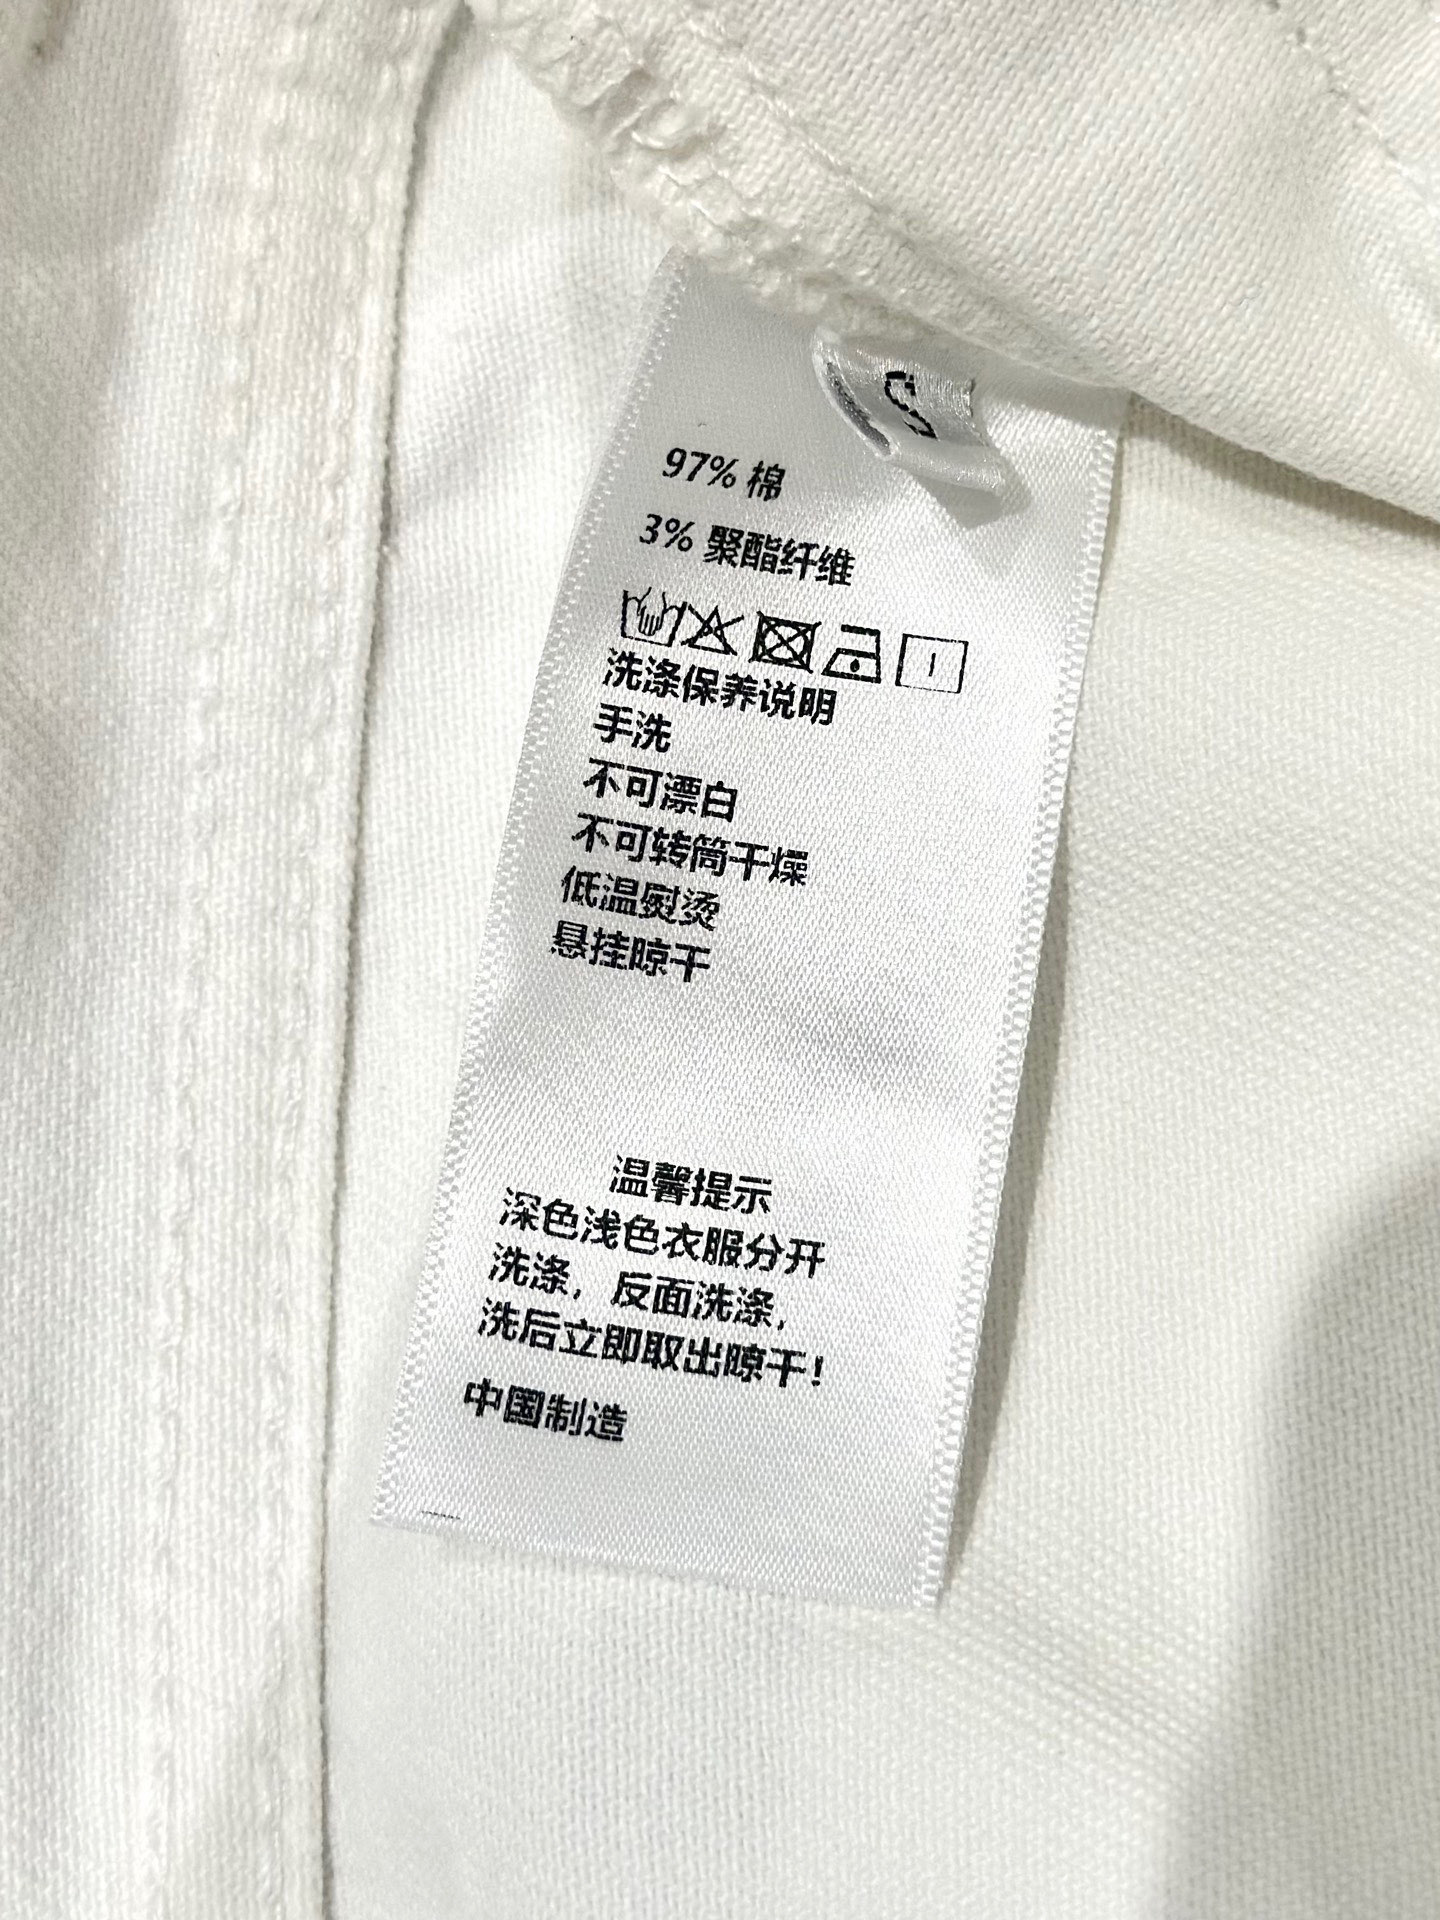 S
97% 棉
3% 聚酯纤维
洗涤保养说明
手洗
不可漂白
不可转筒干燥
低温熨烫
悬挂晾干
温馨提示
深色浅色衣服分开
洗涤，反面洗涤，
洗后立即取出晾干！
中国制造